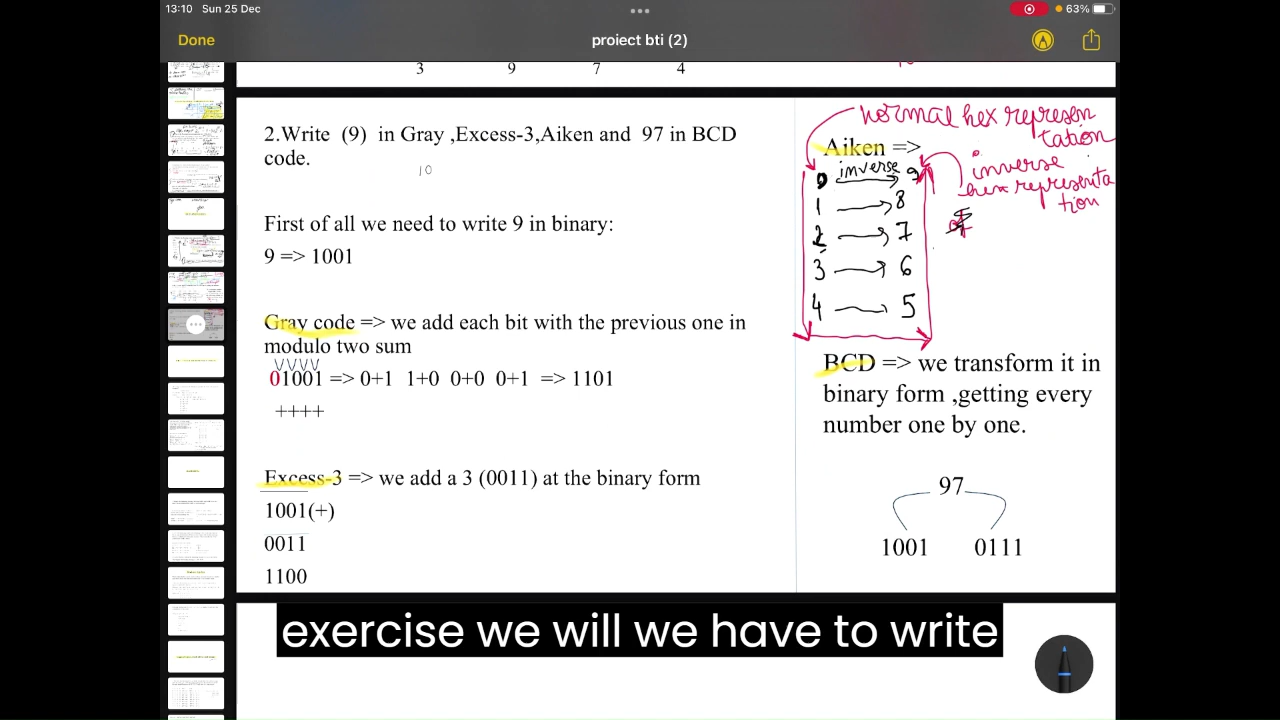 13:10 Sun 25 Dec
63%
Done
proiect bti (2)
3 9 7 4
Write (9) in Gray, Excess-3,Aiken and 97 in BCD
code.
10
First of all we need to write 9 in binary:
9 => 1001
Gray code => we add each bit with the previous one in
modulo two sum
01001 => 0+1 1+0 0+0 0+1 => 1101
++++
Excess-3 => we add a 3 (0011) at the binary form
1001(+)
0011
1100
normal hex represen
tation
Aiken =>
inverse
hex representa
tion
0 inverse 9
1 → 8
2 → 7
3 → 6
4 → 5
BCD => we transform it in
binary form ,getting every
number one by one.
97
1001 0111
exercise we will we have to write